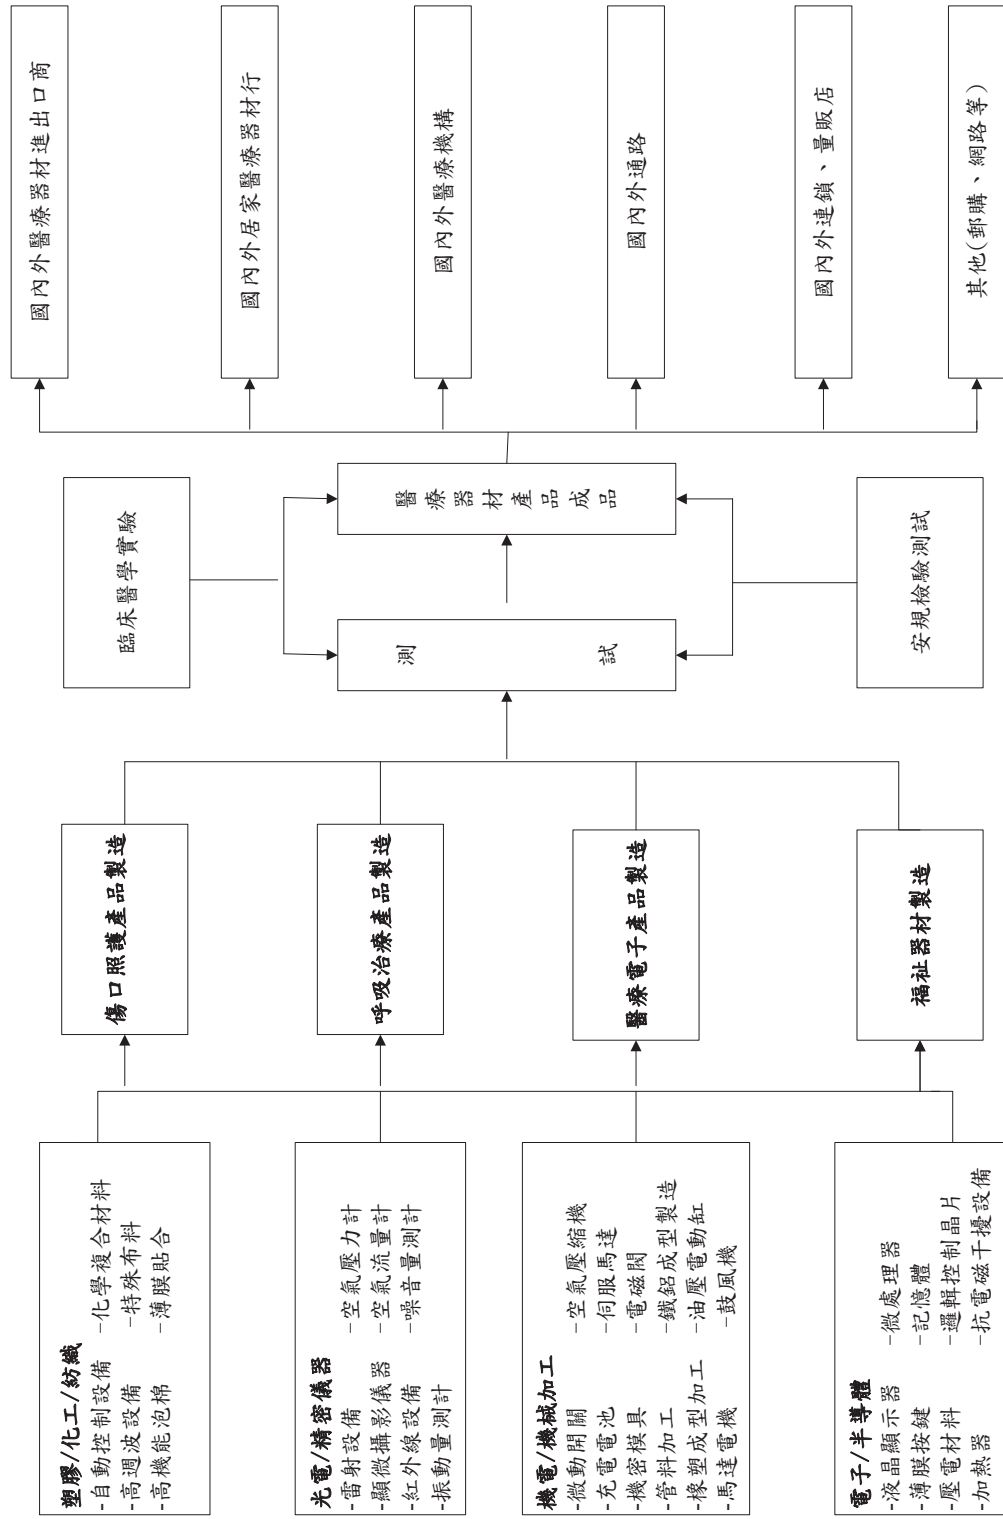 塑膠/化工/紡織
-自動控制設備 -化學複合材料
-高週波設備 -特殊布料
-高機能泡棉 -薄膜貼合
光電/精密儀器
-雷射設備 -空氣壓力計
-顯微攝影儀器 -空氣流量計
-紅外線設備 -噪音量測計
-振動量測計
機電/機械加工
-微動開關 -空氣壓縮機
-充電電池 -伺服馬達
-機密模具 -電磁閥
-管料加工 -鐵鋁成型製造
-橡塑成型加工 -油壓電動缸
-馬達電機 -鼓風機
電子/半導體
-液晶顯示器 -微處理器
-薄膜按鍵 -記憶體
-壓電材料 -邏輯控制晶片
-加熱器 -抗電磁干擾設備
傷口照護產品製造
呼吸治療產品製造
醫療電子產品製造
福祉器材製造
臨床醫學實驗
測試
醫療器材產品成品
安規檢驗測試
國內外醫療器材進出口商
國內外居家醫療器材行
國內外醫療機構
國內外通路
國內外連鎖、量販店
其他(郵購、網路等)